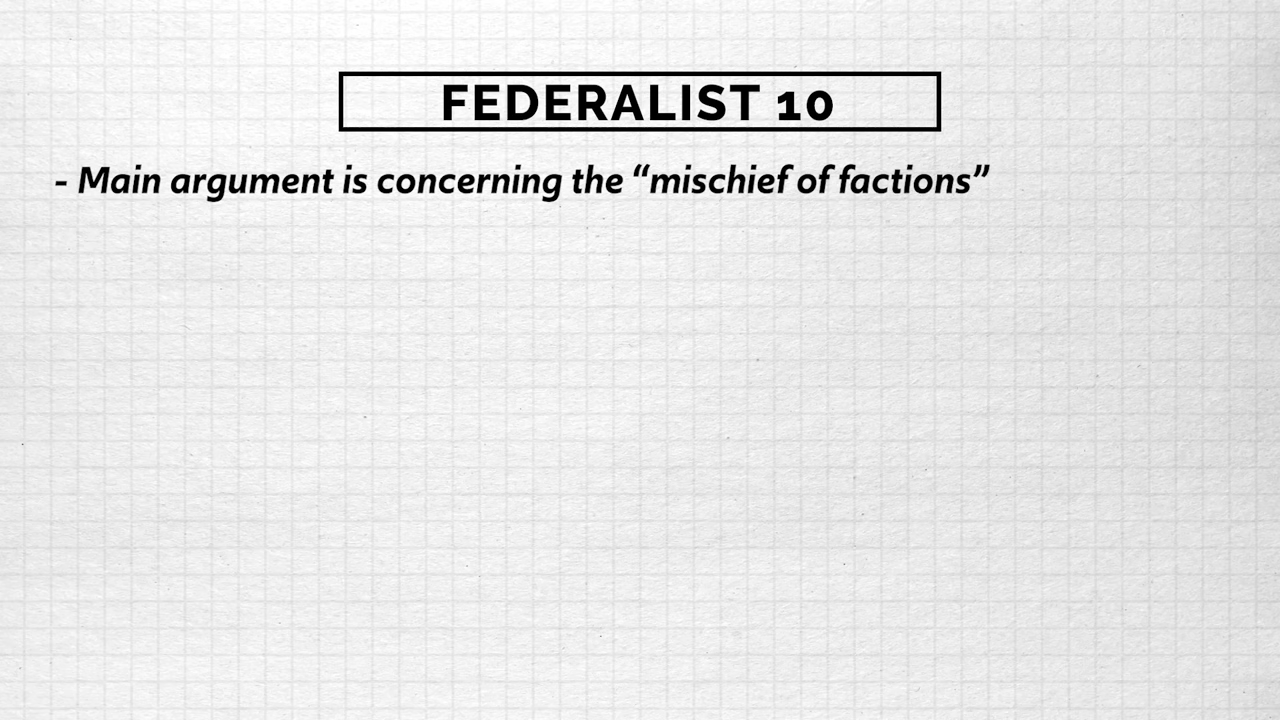 FEDERALIST 10
- Main argument is concerning the “mischief of factions”